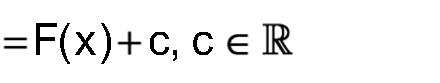 =F(x)+c, c ∈ ℝ